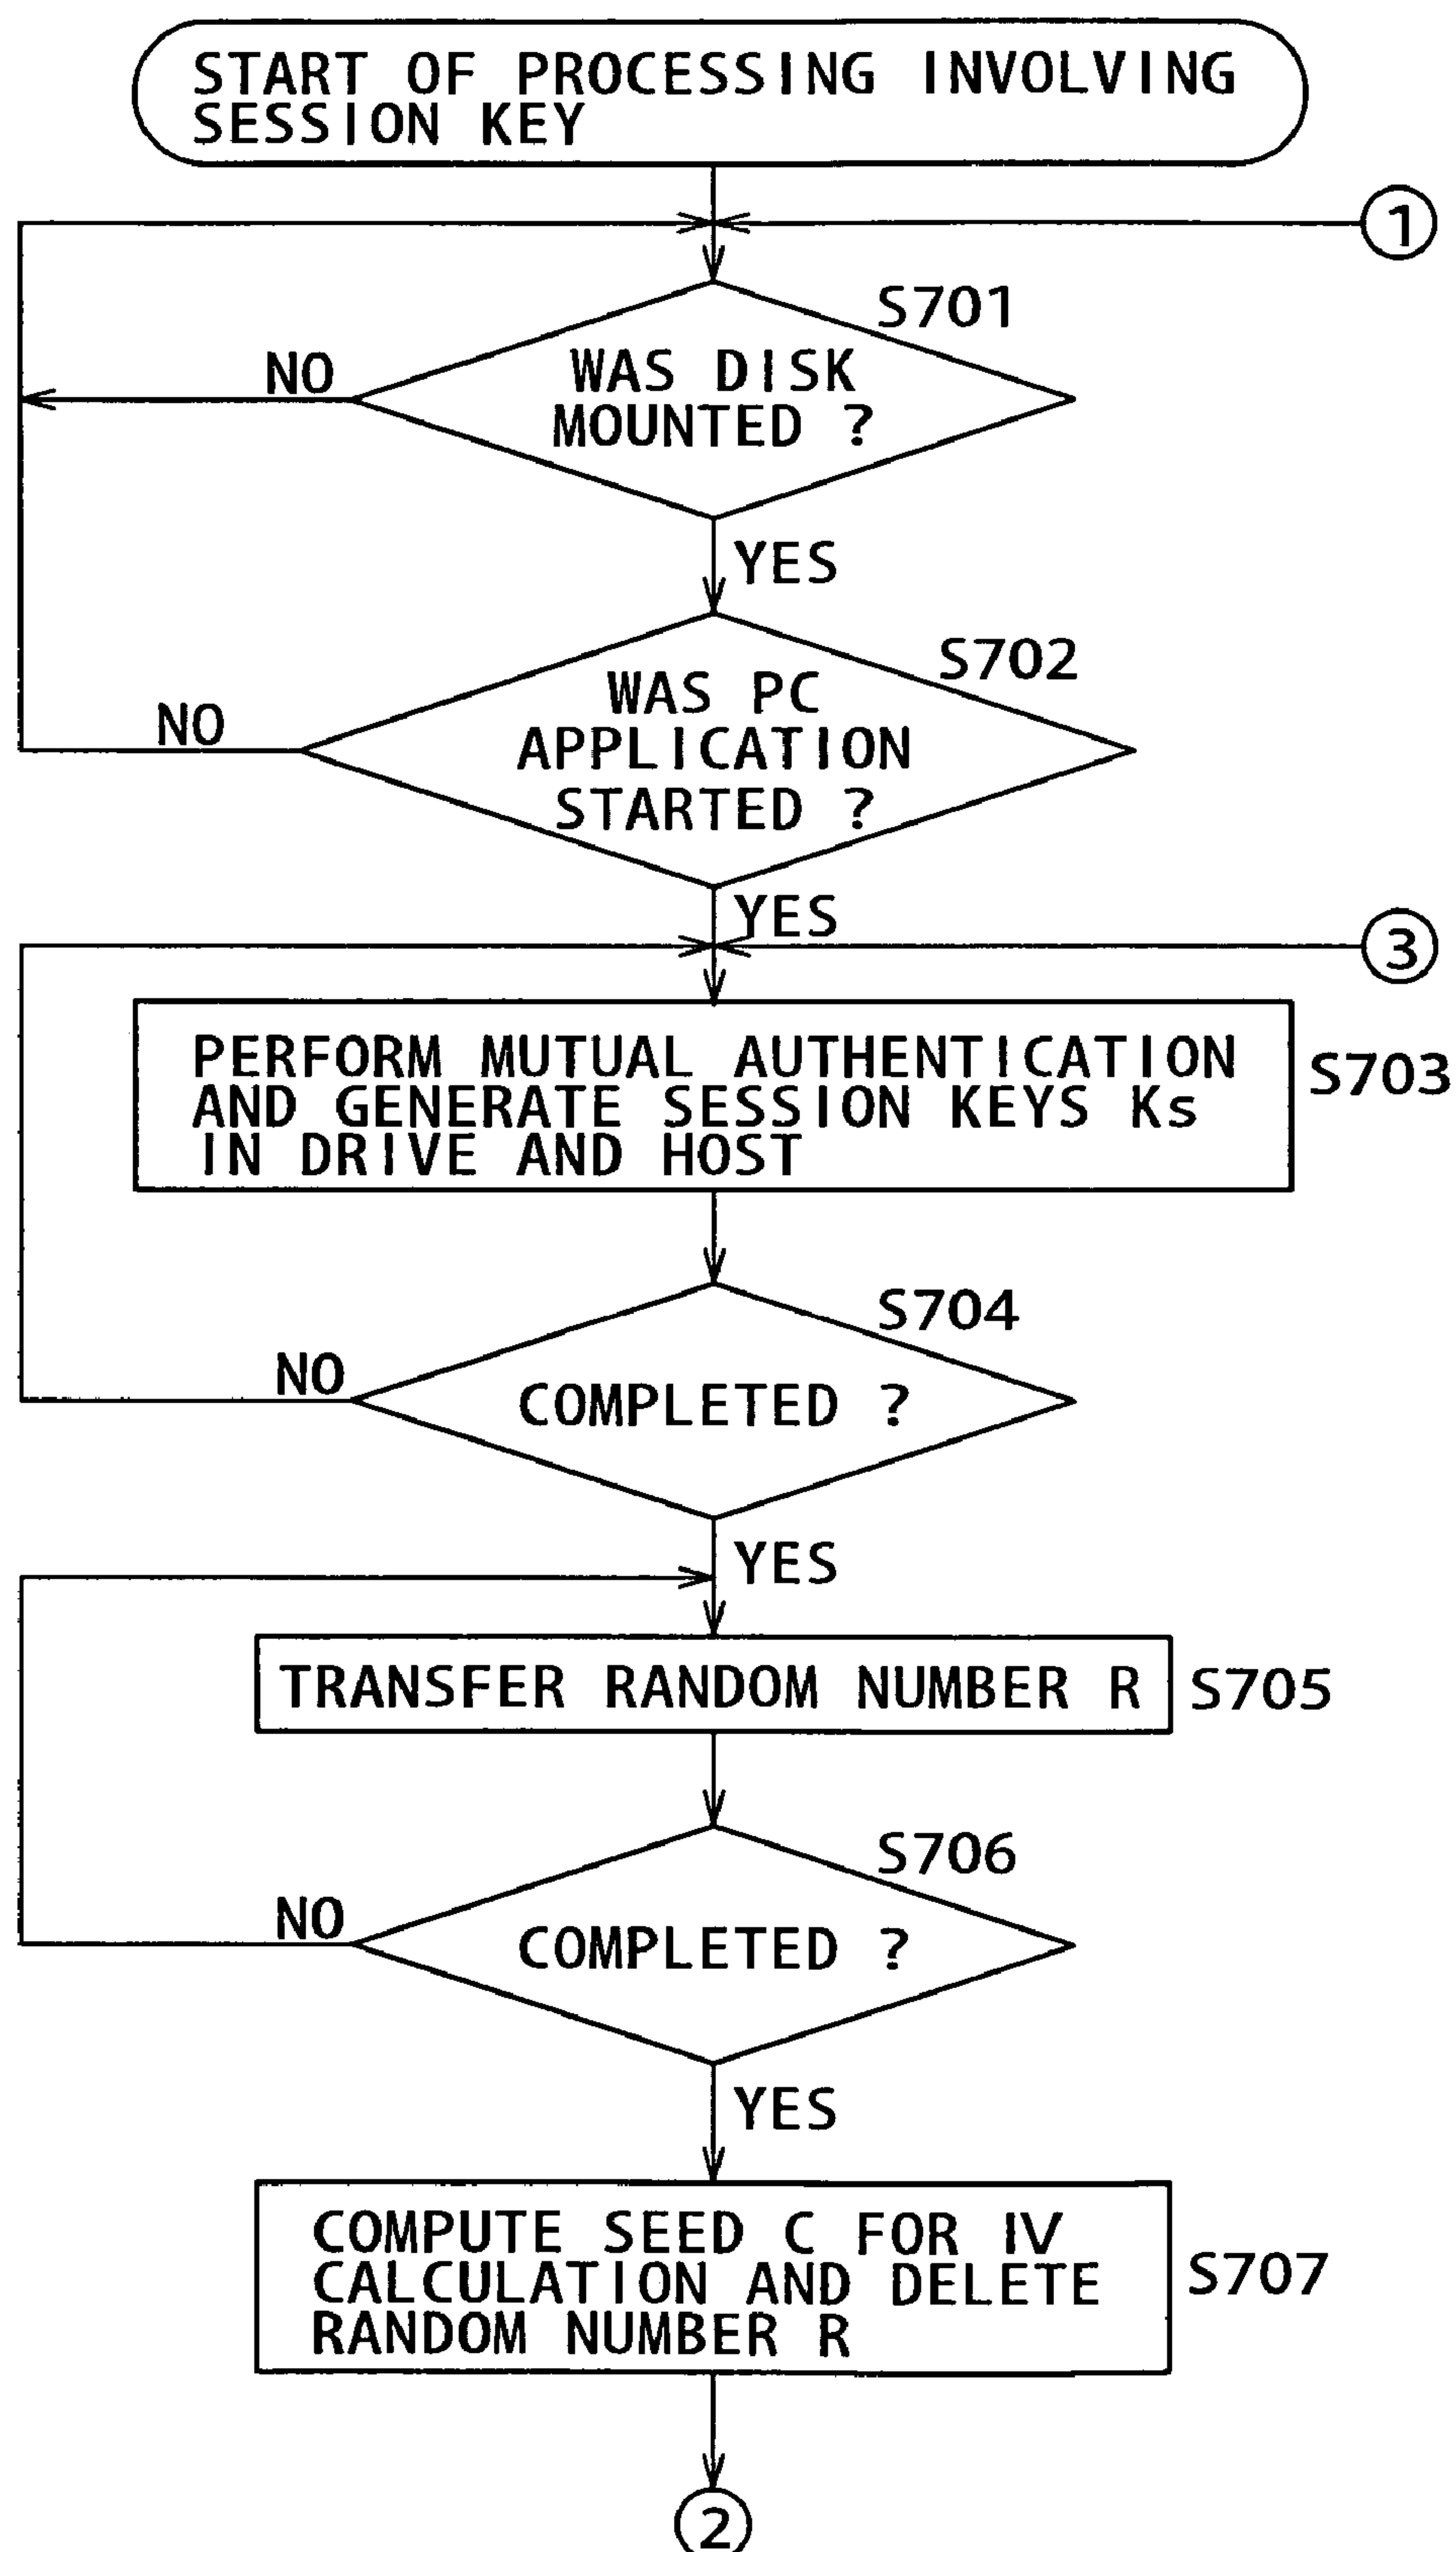 START OF PROCESSING INVOLVING
SESSION KEY
1
S701
NO
WAS DISK
MOUNTED ?
YES
S702
NO
WAS PC
APPLICATION
STARTED ?
YES
3
PERFORM MUTUAL AUTHENTICATION
AND GENERATE SESSION KEYS Ks
IN DRIVE AND HOST
S703
S704
NO
COMPLETED ?
YES
TRANSFER RANDOM NUMBER R
S705
S706
NO
COMPLETED ?
YES
COMPUTE SEED C FOR IV
CALCULATION AND DELETE
RANDOM NUMBER R
S707
2